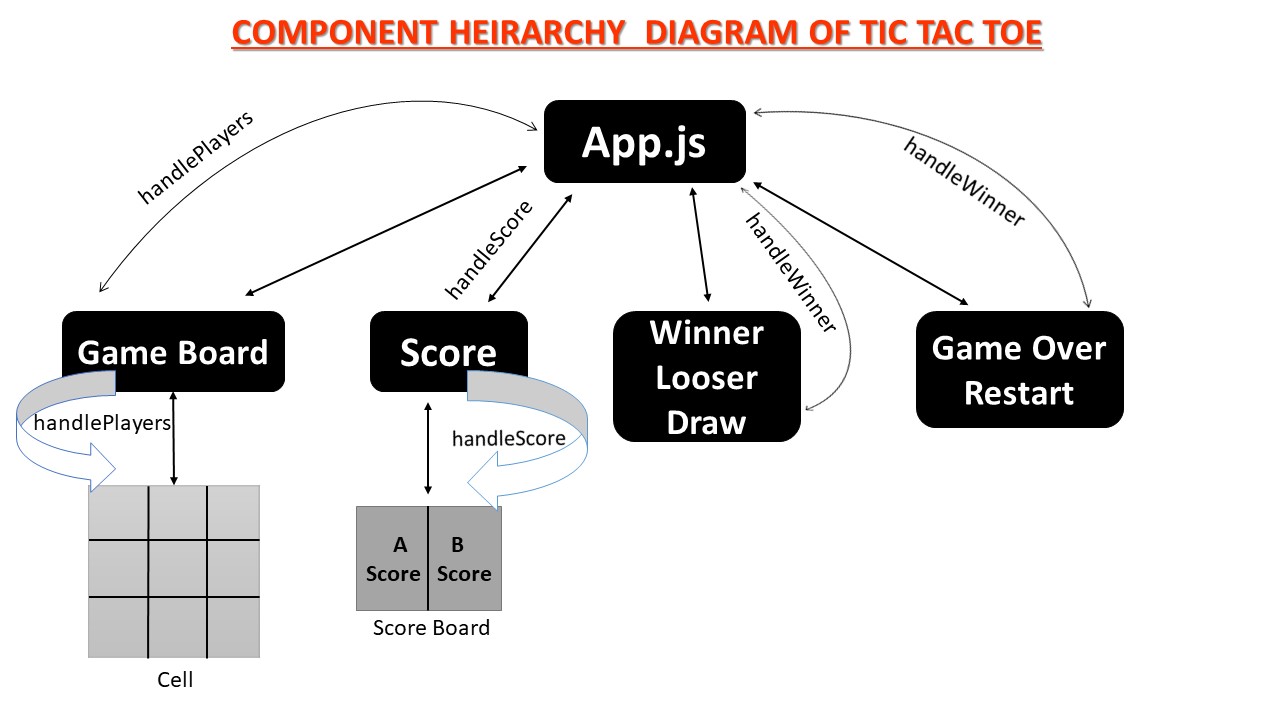 COMPONENT HEIRARCHY DIAGRAM OF TIC TAC TOE
App.js
handlePlayers
handleScore
handleWinner
handleWinner
Game Board
Score
Winner
Looser
Draw
Game Over
Restart
handlePlayers
handleScore
A
Score
B
Score
Score Board
Cell